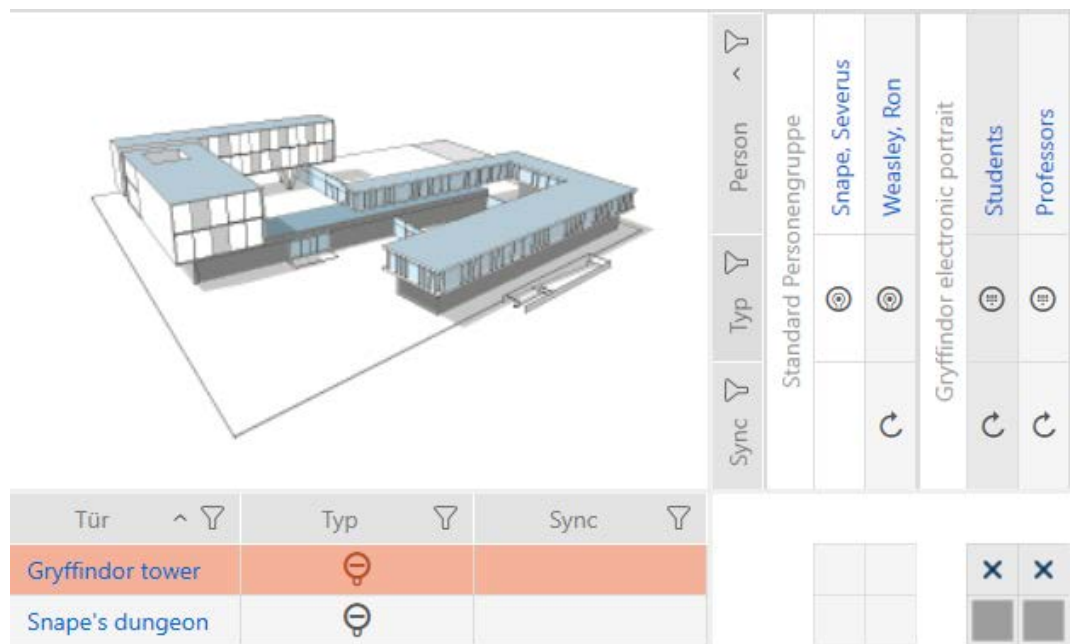 Person
Typ
Sync
Standard Personengruppe
Snape, Severus
Weasley, Ron
Gryffindor electronic portrait
Students
Professors
Tür
Typ
Sync
Gryffindor tower
Snape's dungeon